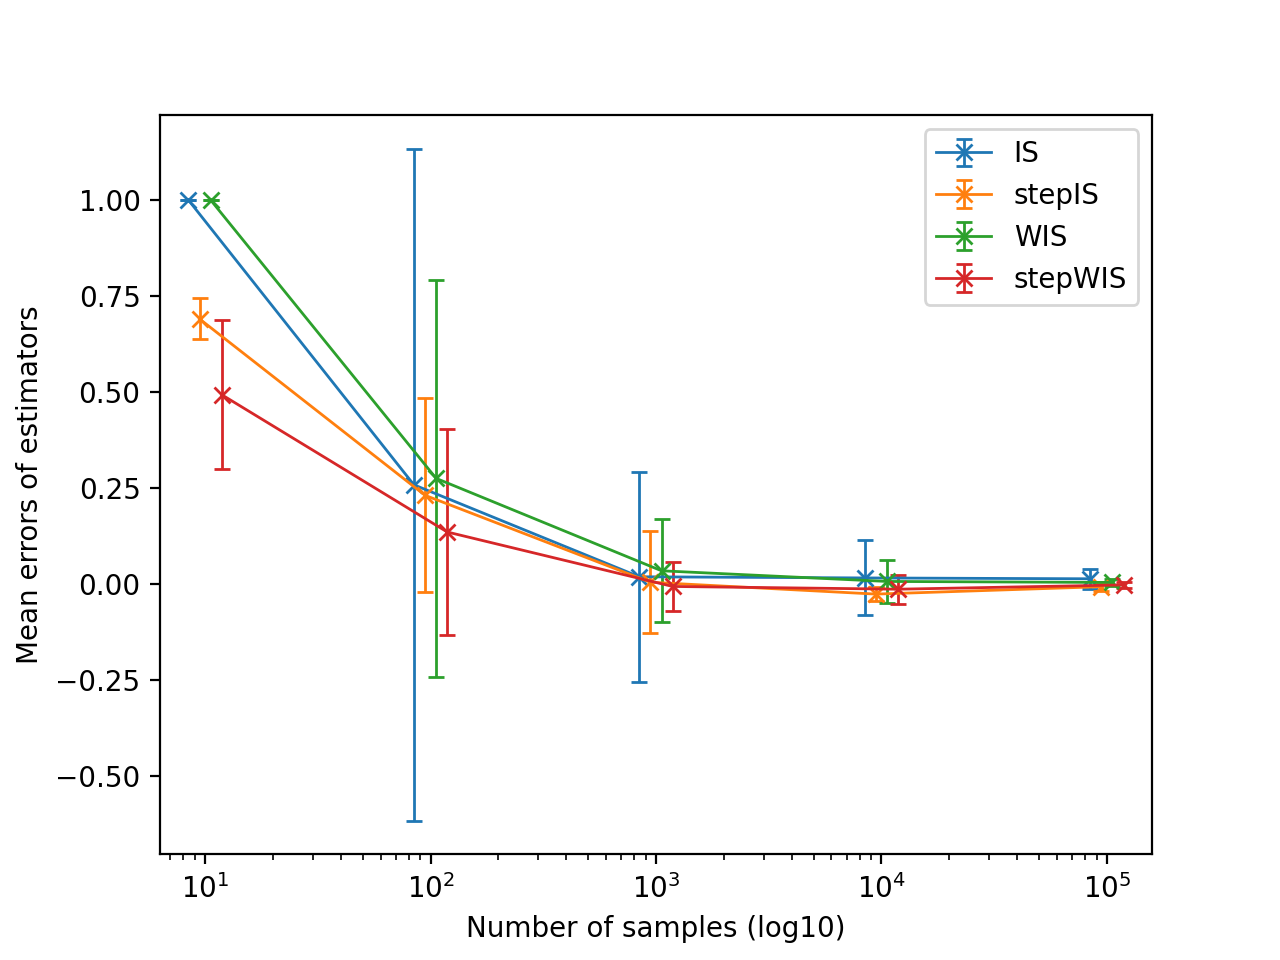 IS
stepIS
WIS
stepWIS
1.00
0.75
0.50
0.25
0.00
−0.25
−0.50
Mean errors of estimators
10¹ 10² 10³ 10⁴ 10⁵
Number of samples (log10)